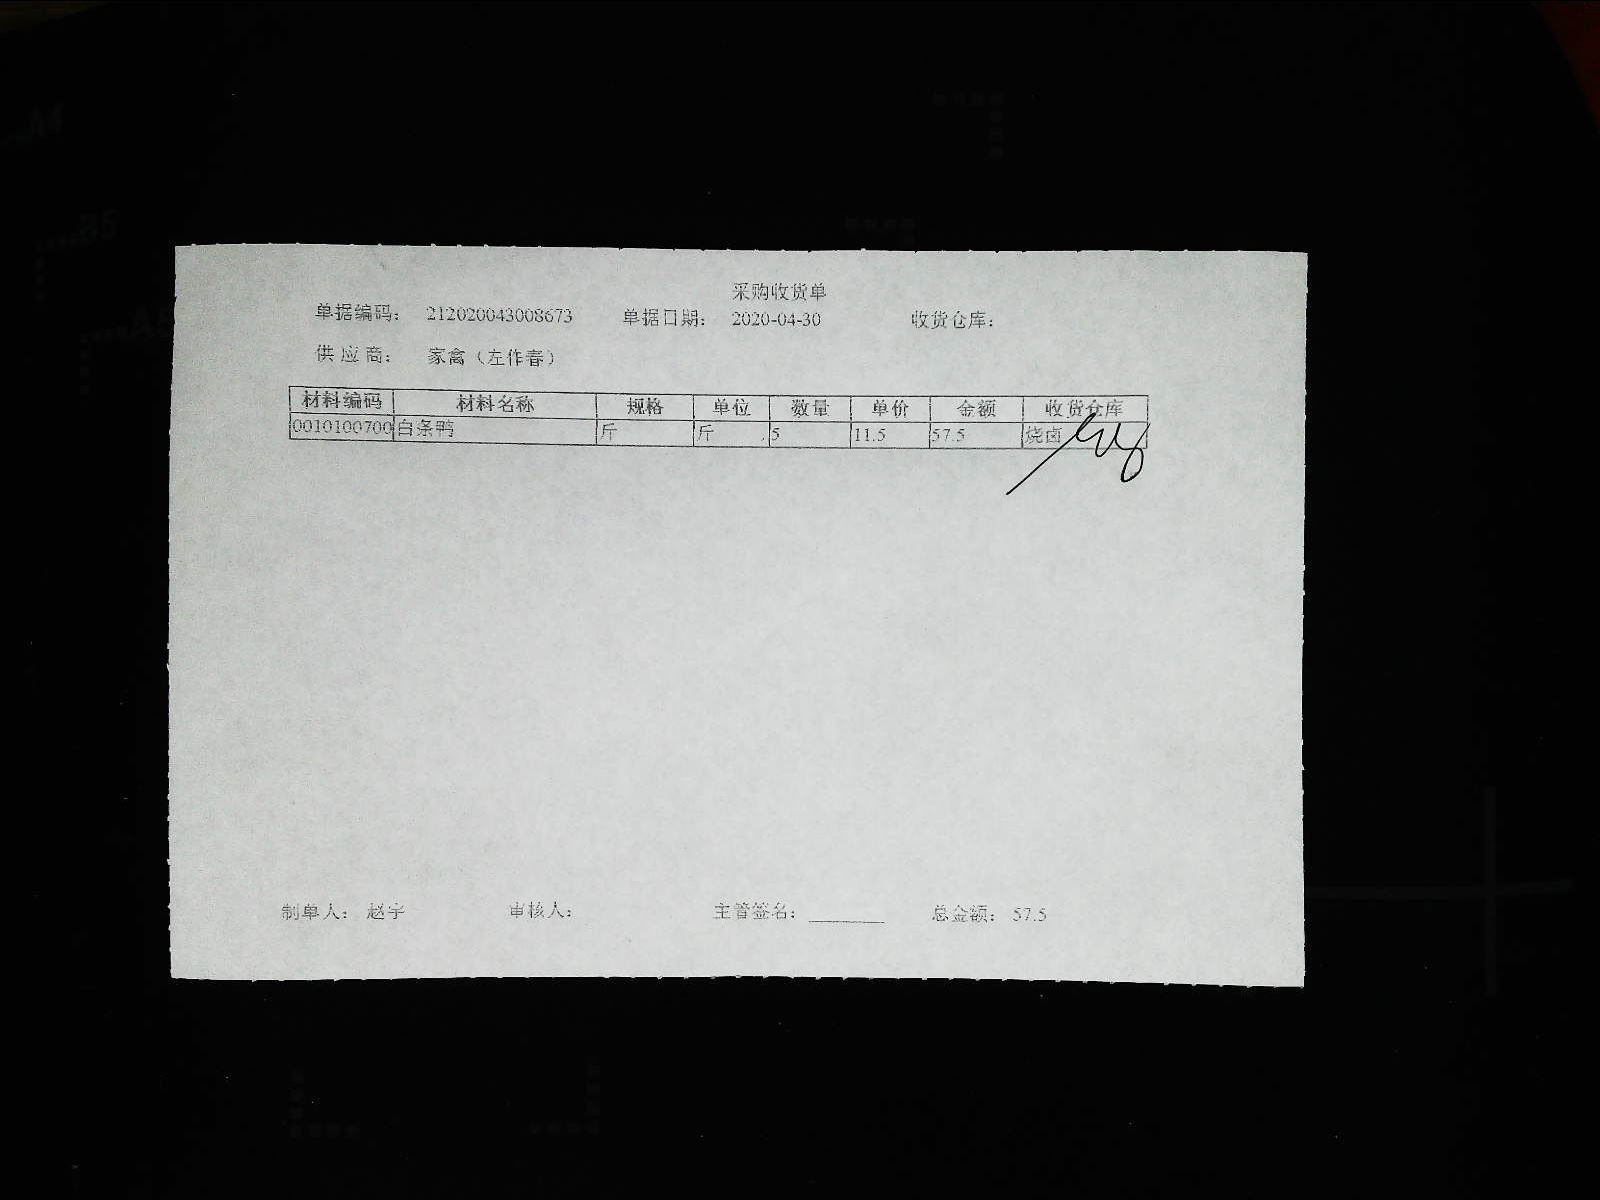 采购收货单
单据编码： 212020043008673 单据日期： 2020-04-30 收货仓库：
供 应 商： 家禽（左作春）
材料编码 材料名称 规格 单位 数量 单价 金额 收货仓库
0010100700 白条鸭 斤 斤 5 11.5 57.5 烧卤
制单人： 赵宇 审核人： 主管签名： 总金额： 57.5